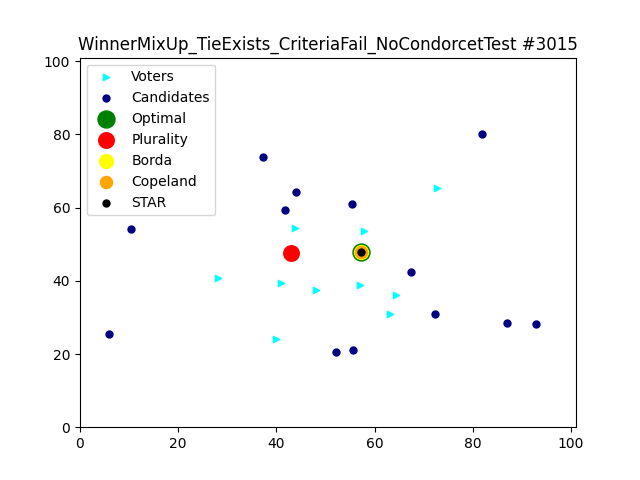 WinnerMixUp_TieExists_CriteriaFail_NoCondorcetTest #3015
100
80
60
40
20
0
Voters
Candidates
Optimal
Plurality
Borda
Copeland
STAR
0 20 40 60 80 100